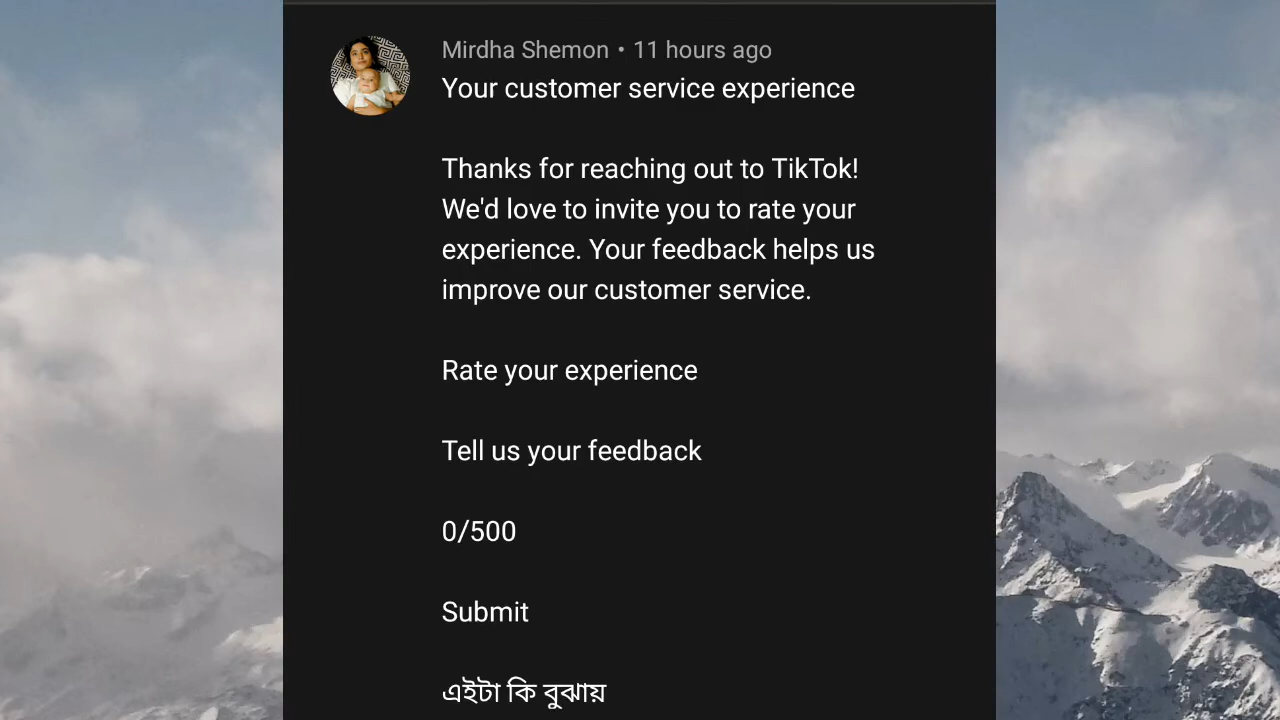 Mirdha Shemon • 11 hours ago
Your customer service experience
Thanks for reaching out to TikTok!
We'd love to invite you to rate your
experience. Your feedback helps us
improve our customer service.
Rate your experience
Tell us your feedback
0/500
Submit
এইটা কি বুঝায়